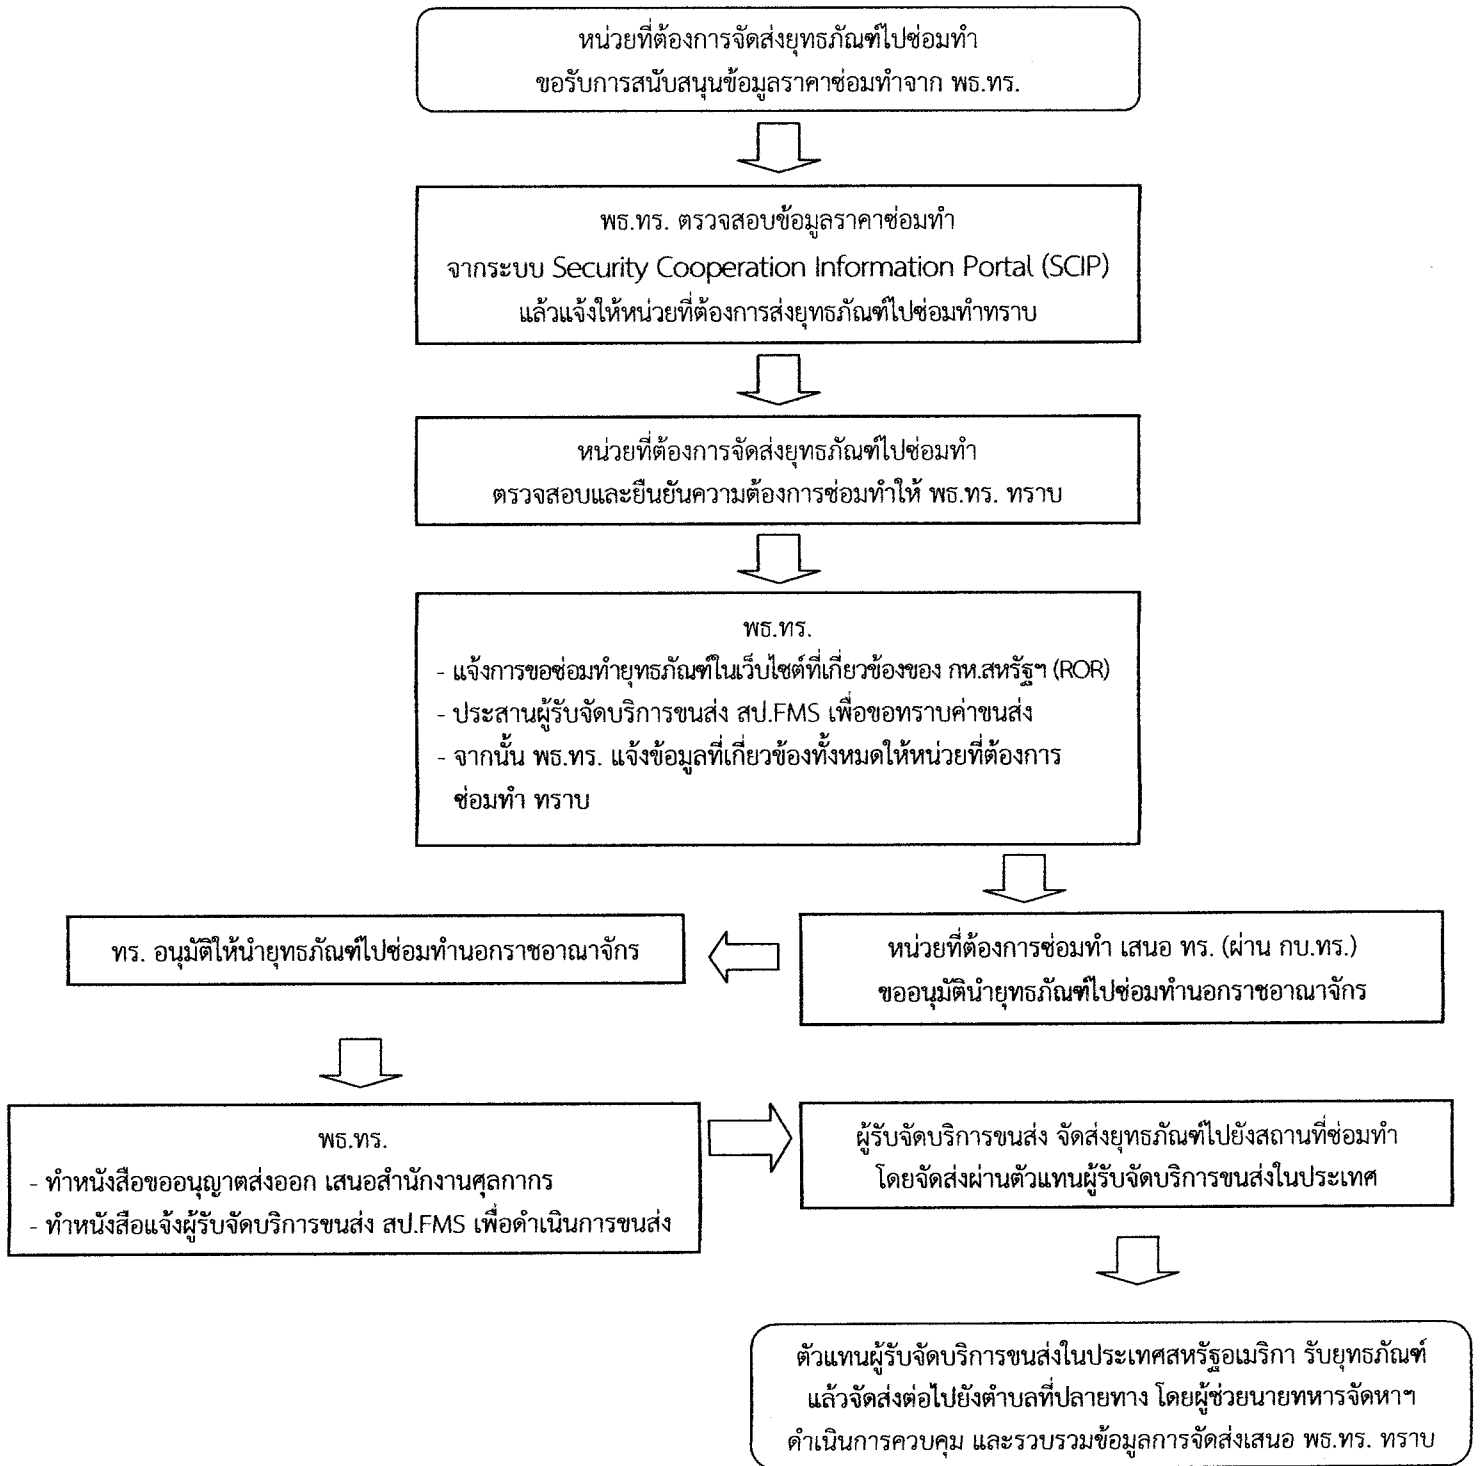 หน่วยที่ต้องการจัดส่งยุทธภัณฑ์ไปซ่อมทำ
ขอรับการสนับสนุนข้อมูลราคาซ่อมทำจาก พธ.ทร.
พธ.ทร. ตรวจสอบข้อมูลราคาซ่อมทำ
จากระบบ Security Cooperation Information Portal (SCIP)
แล้วแจ้งให้หน่วยที่ต้องการส่งยุทธภัณฑ์ไปซ่อมทำทราบ
หน่วยที่ต้องการจัดส่งยุทธภัณฑ์ไปซ่อมทำ
ตรวจสอบและยืนยันความต้องการซ่อมทำให้ พธ.ทร. ทราบ
พธ.ทร.
- แจ้งการขอซ่อมทำยุทธภัณฑ์ในเว็บไซต์ที่เกี่ยวข้องของ กห.สหรัฐฯ (ROR)
- ประสานผู้รับจัดบริการขนส่ง สป.FMS เพื่อขอทราบค่าขนส่ง
- จากนั้น พธ.ทร. แจ้งข้อมูลที่เกี่ยวข้องทั้งหมดให้หน่วยที่ต้องการ
ซ่อมทำ ทราบ
หน่วยที่ต้องการซ่อมทำ เสนอ ทร. (ผ่าน กบ.ทร.)
ขออนุมัตินำยุทธภัณฑ์ไปซ่อมทำนอกราชอาณาจักร
ทร. อนุมัติให้นำยุทธภัณฑ์ไปซ่อมทำนอกราชอาณาจักร
พธ.ทร.
- ทำหนังสือขออนุญาตส่งออก เสนอสำนักงานศุลกากร
- ทำหนังสือแจ้งผู้รับจัดบริการขนส่ง สป.FMS เพื่อดำเนินการขนส่ง
ผู้รับจัดบริการขนส่ง จัดส่งยุทธภัณฑ์ไปยังสถานที่ซ่อมทำ
โดยจัดส่งผ่านตัวแทนผู้รับจัดบริการขนส่งในประเทศ
ตัวแทนผู้รับจัดบริการขนส่งในประเทศสหรัฐอเมริกา รับยุทธภัณฑ์
แล้วจัดส่งต่อไปยังตำบลที่ปลายทาง โดยผู้ช่วยนายทหารจัดหาฯ
ดำเนินการควบคุม และรวบรวมข้อมูลการจัดส่งเสนอ พธ.ทร. ทราบ